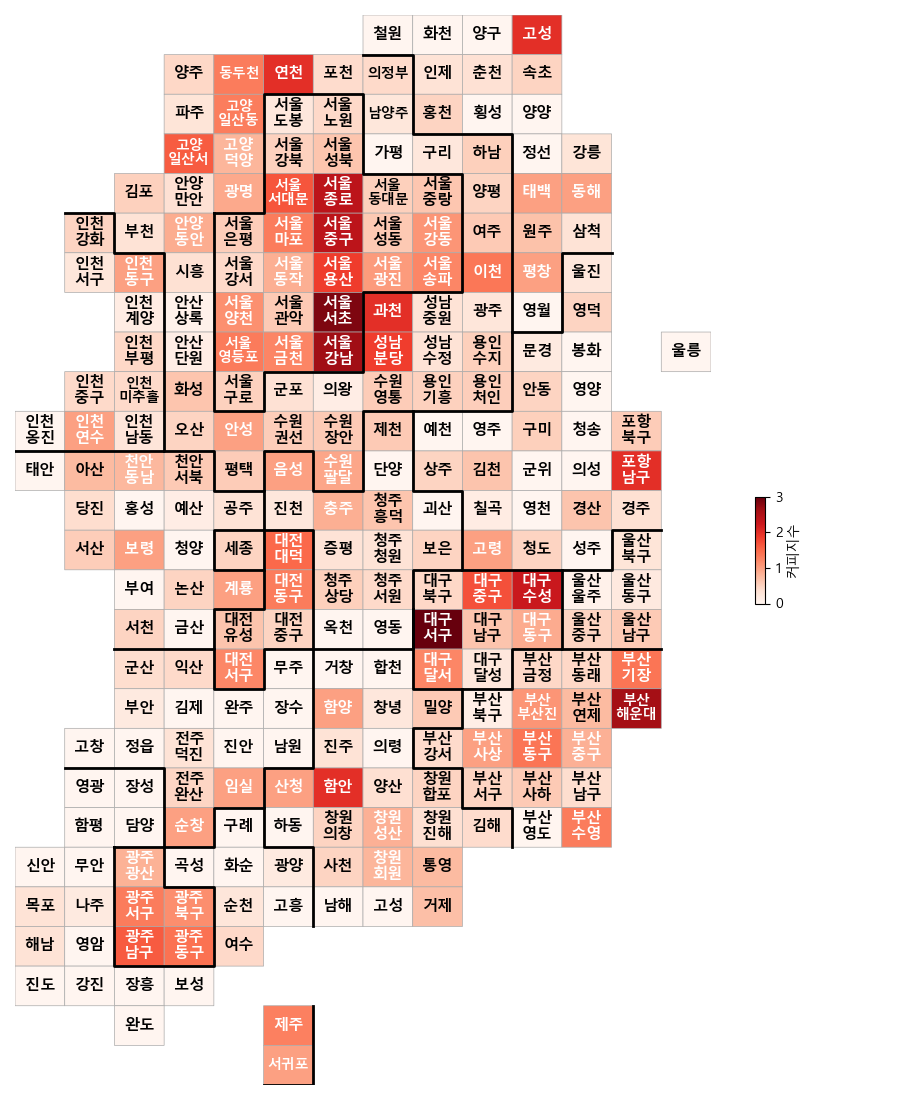 철원 화천 양구 고성
양주 동두천 연천 포천 의정부 인제 춘천 속초
파주 고양 일산동 서울 도봉 서울 노원 남양주 홍천 횡성 양양
고양 일산서 고양 덕양 서울 강북 서울 성북 가평 구리 하남 정선 강릉
김포 안양 만안 광명 서울 서대문 서울 종로 서울 동대문 서울 중랑 양평 태백 동해
인천 강화 부천 안양 동안 서울 은평 서울 마포 서울 중구 서울 성동 서울 강동 여주 원주 삼척
인천 서구 인천 동구 시흥 서울 강서 서울 동작 서울 용산 서울 광진 서울 송파 이천 평창 울진
인천 계양 안산 상록 서울 양천 서울 관악 서울 서초 과천 성남 중원 광주 영월 영덕
인천 부평 안산 단원 서울 영등포 서울 금천 서울 강남 성남 분당 성남 수정 용인 수지 문경 봉화 울릉
인천 중구 인천 미추홀 화성 서울 구로 군포 의왕 수원 영통 용인 기흥 용인 처인 안동 영양
인천 옹진 인천 연수 인천 남동 오산 안성 수원 권선 수원 장안 제천 예천 영주 구미 청송 포항 북구
태안 아산 천안 동남 천안 서북 평택 음성 수원 팔달 단양 상주 김천 군위 의성 포항 남구
당진 홍성 예산 공주 진천 충주 청주 흥덕 괴산 칠곡 영천 경산 경주
서산 보령 청양 세종 대전 대덕 증평 청주 청원 보은 고령 청도 성주 울산 북구
부여 논산 계룡 대전 동구 청주 상당 청주 서원 대구 북구 대구 중구 대구 수성 울산 울주 울산 동구
서천 금산 대전 유성 대전 중구 옥천 영동 대구 서구 대구 남구 대구 동구 울산 중구 울산 남구
군산 익산 대전 서구 무주 거창 합천 대구 달서 대구 달성 부산 금정 부산 동래 부산 기장
부안 김제 완주 장수 함양 창녕 밀양 부산 북구 부산 부산진 부산 연제 부산 해운대
고창 정읍 전주 덕진 진안 남원 진주 의령 부산 강서 부산 사상 부산 동구 부산 중구
영광 장성 전주 완산 임실 산청 함안 양산 창원 합포 부산 서구 부산 사하 부산 남구
함평 담양 순창 구례 하동 창원 의창 창원 성산 창원 진해 김해 부산 영도 부산 수영
신안 무안 광주 광산 곡성 화순 광양 사천 창원 회원 통영
목포 나주 광주 서구 광주 북구 순천 고흥 남해 고성 거제
해남 영암 광주 남구 광주 동구 여수
진도 강진 장흥 보성
완도 제주
서귀포
3
2
1
0
커피지수